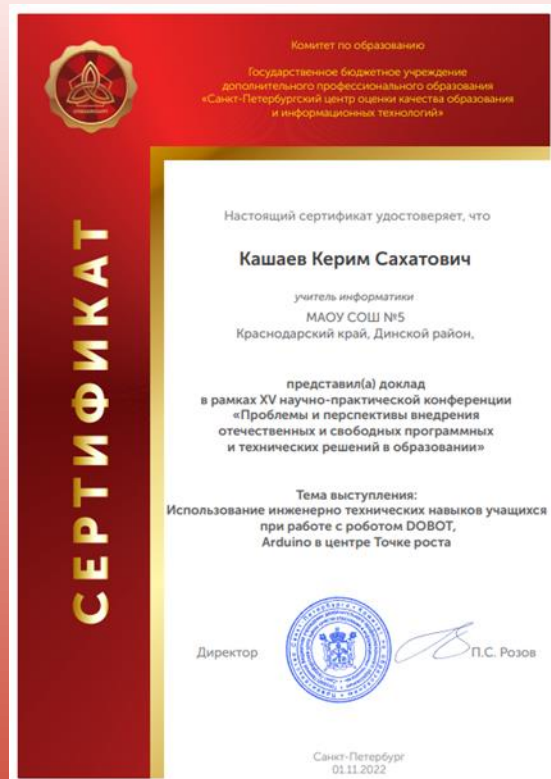 Комитет по образованию
Государственное бюджетное учреждение
дополнительного профессионального образования
«Санкт-Петербургский центр оценки качества образования
и информационных технологий»
СЕРТИФИКАТ
Настоящий сертификат удостоверяет, что
Кашаев Керим Сахатович
учитель информатики
МАОУ СОШ №5
Краснодарский край, Динской район,
представил(а) доклад
в рамках XV научно-практической конференции
«Проблемы и перспективы внедрения
отечественных и свободных программных
и технических решений в образовании»
Тема выступления:
Использование инженерно технических навыков учащихся
при работе с роботом DOBOT,
Arduino в центре Точке роста
Директор
П.С. Розов
Санкт-Петербург
01.11.2022